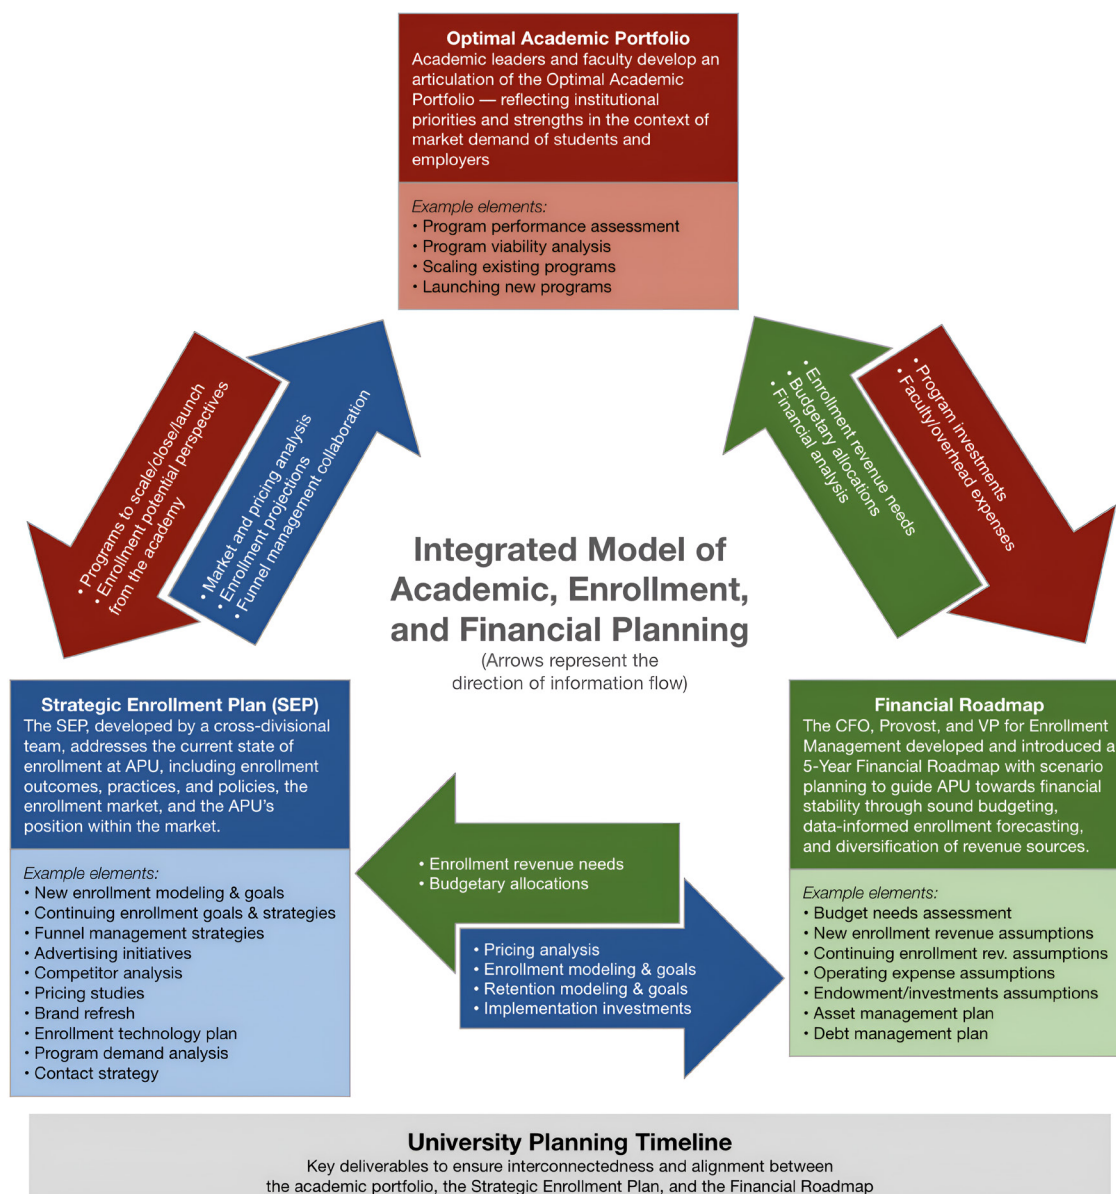 Optimal Academic Portfolio
Academic leaders and faculty develop an
articulation of the Optimal Academic
Portfolio — reflecting institutional
priorities and strengths in the context of
market demand of students and
employers
Example elements:
• Program performance assessment
• Program viability analysis
• Scaling existing programs
• Launching new programs
• Programs to scale/close/launch
• Enrollment potential perspectives
from the academy
• Market and pricing analysis
• Enrollment projections
• Funnel management collaboration
• Enrollment revenue needs
• Budgetary allocations
• Financial analysis
• Program investments
• Faculty/overhead expenses
Integrated Model of
Academic, Enrollment,
and Financial Planning
(Arrows represent the
direction of information flow)
Strategic Enrollment Plan (SEP)
The SEP, developed by a cross-divisional
team, addresses the current state of
enrollment at APU, including enrollment
outcomes, practices, and policies, the
enrollment market, and the APU’s
position within the market.
Example elements:
• New enrollment modeling & goals
• Continuing enrollment goals & strategies
• Funnel management strategies
• Advertising initiatives
• Competitor analysis
• Pricing studies
• Brand refresh
• Enrollment technology plan
• Program demand analysis
• Contact strategy
• Enrollment revenue needs
• Budgetary allocations
• Pricing analysis
• Enrollment modeling & goals
• Retention modeling & goals
• Implementation investments
Financial Roadmap
The CFO, Provost, and VP for Enrollment
Management developed and introduced a
5-Year Financial Roadmap with scenario
planning to guide APU towards financial
stability through sound budgeting,
data-informed enrollment forecasting,
and diversification of revenue sources.
Example elements:
• Budget needs assessment
• New enrollment revenue assumptions
• Continuing enrollment rev. assumptions
• Operating expense assumptions
• Endowment/investments assumptions
• Asset management plan
• Debt management plan
University Planning Timeline
Key deliverables to ensure interconnectedness and alignment between
the academic portfolio, the Strategic Enrollment Plan, and the Financial Roadmap